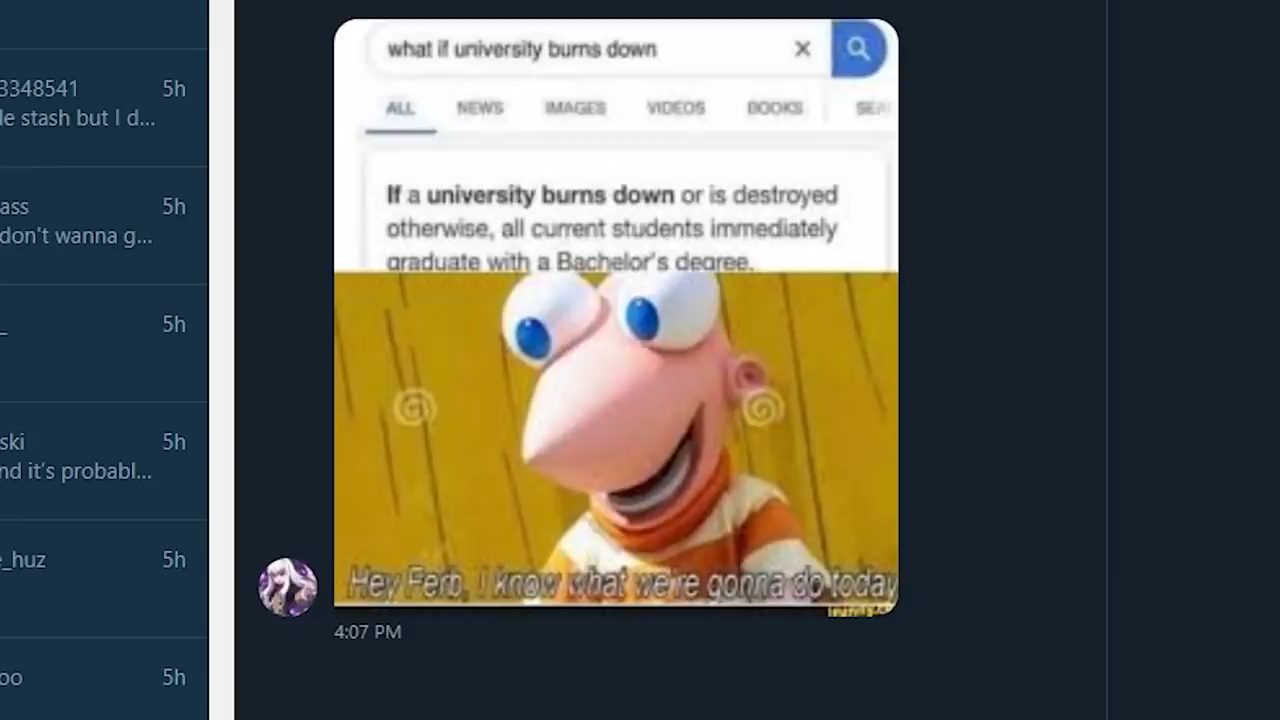 3348541 5h
le stash but I d...
ass 5h
don't wanna g...
_ 5h
ski 5h
nd it's probabl...
e_huz 5h
oo 5h
what if university burns down
ALL NEWS IMAGES VIDEOS BOOKS SEA
If a university burns down or is destroyed
otherwise, all current students immediately
graduate with a Bachelor's degree.
Hey Ferb, I know what we're gonna do today
4:07 PM